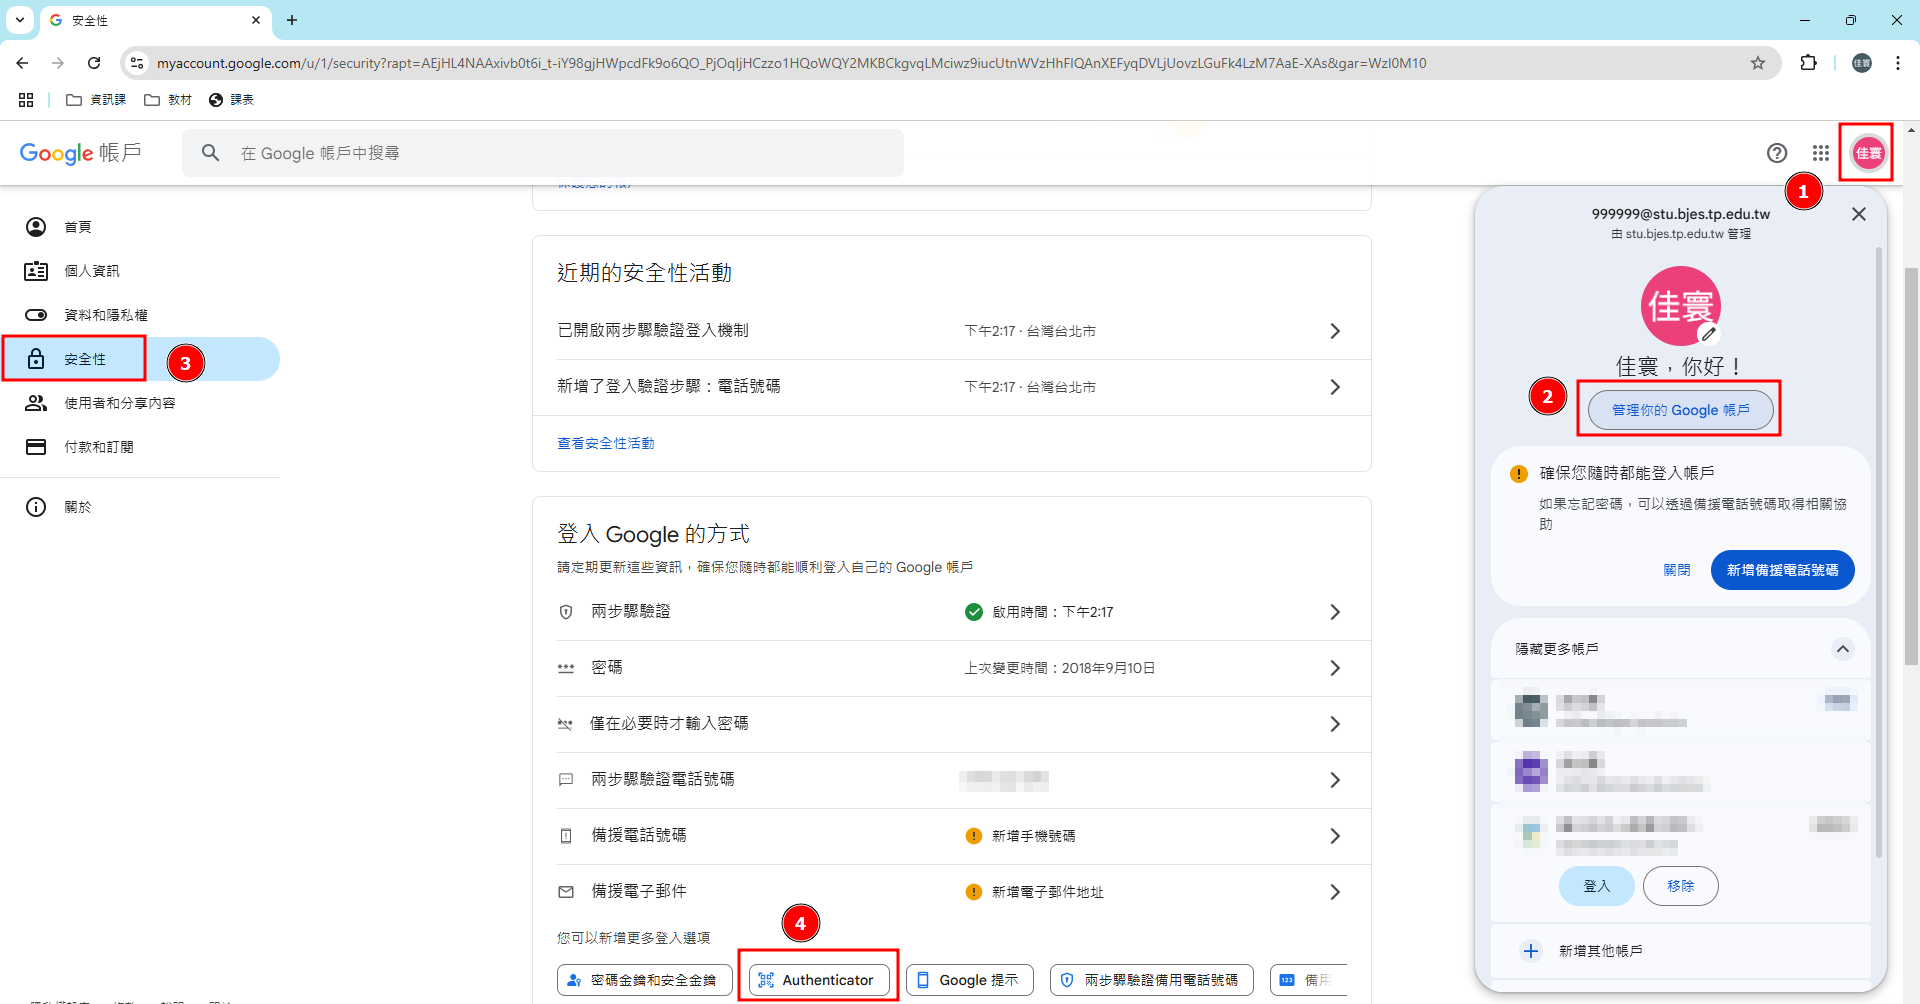 安全性
myaccount.google.com/u/1/security?rapt=AEjHL4NAAxivb0t6i_t-iY98gjHWpcdFk9o6QO_PjOqIjHCzzo1HQoWQY2MKBCkgvqLMciwz9iucUtnWVzHhFIQAnXEFyqDVLjUovzLGuFk4LzM7AaE-XAs&gar=WzI0M10
佳寰
資訊課 教材 課表
Google 帳戶
在 Google 帳戶中搜尋
佳寰
1
首頁
個人資訊
資料和隱私權
安全性
3
使用者和分享內容
付款和訂閱
關於
保護您的帳戶
近期的安全性活動
已開啟兩步驟驗證登入機制 下午2:17 · 台灣台北市
新增了登入驗證步驟：電話號碼 下午2:17 · 台灣台北市
查看安全性活動
登入 Google 的方式
請定期更新這些資訊，確保您隨時都能順利登入自己的 Google 帳戶
兩步驟驗證 啟用時間：下午2:17
密碼 上次變更時間：2018年9月10日
僅在必要時才輸入密碼
兩步驟驗證電話號碼
備援電話號碼 新增手機號碼
備援電子郵件 新增電子郵件地址
4
您可以新增更多登入選項
密碼金鑰和安全金鑰 Authenticator Google 提示 兩步驟驗證備用電話號碼 123 備用
999999@stu.bjes.tp.edu.tw
由 stu.bjes.tp.edu.tw 管理
佳寰
佳寰，你好！
2
管理你的 Google 帳戶
確保您隨時都能登入帳戶
如果忘記密碼，可以透過備援電話號碼取得相關協
助
關閉 新增備援電話號碼
隱藏更多帳戶
登入 移除
新增其他帳戶